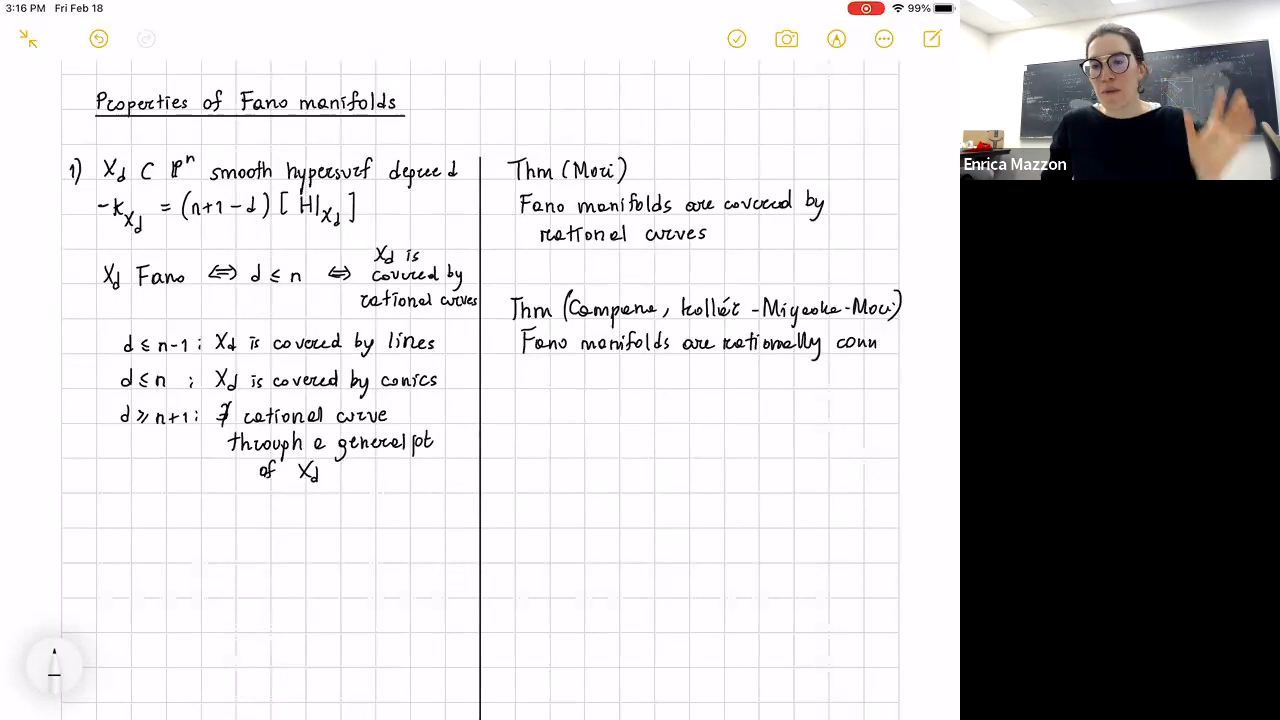 3:16 PM Fri Feb 18
99%
Properties of Fano manifolds
1) X_d ⊂ ℙ^n smooth hypersurf degree d
-K_{X_d} = (n+1-d) [H|_{X_d}]
X_d Fano ⇔ d ≤ n ⇔ X_d is
covered by
rational curves
d ≤ n-1 : X_d is covered by lines
d ≤ n ; X_d is covered by conics
d ≥ n+1 : ∄ rational curve
through a general pt
of X_d
Thm (Mori)
Fano manifolds are covered by
rational curves
Thm (Campana, Kollár - Miyaoka - Mori)
Fano manifolds are rationally conn
Enrica Mazzon